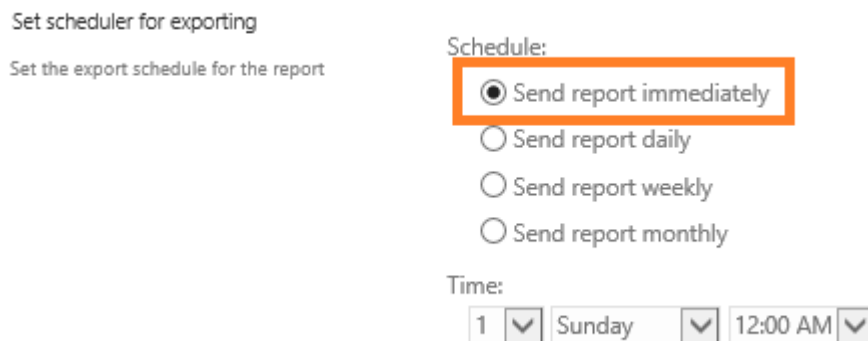 Set scheduler for exporting
Set the export schedule for the report
Schedule:
Send report immediately
Send report daily
Send report weekly
Send report monthly
Time:
1 Sunday 12:00 AM